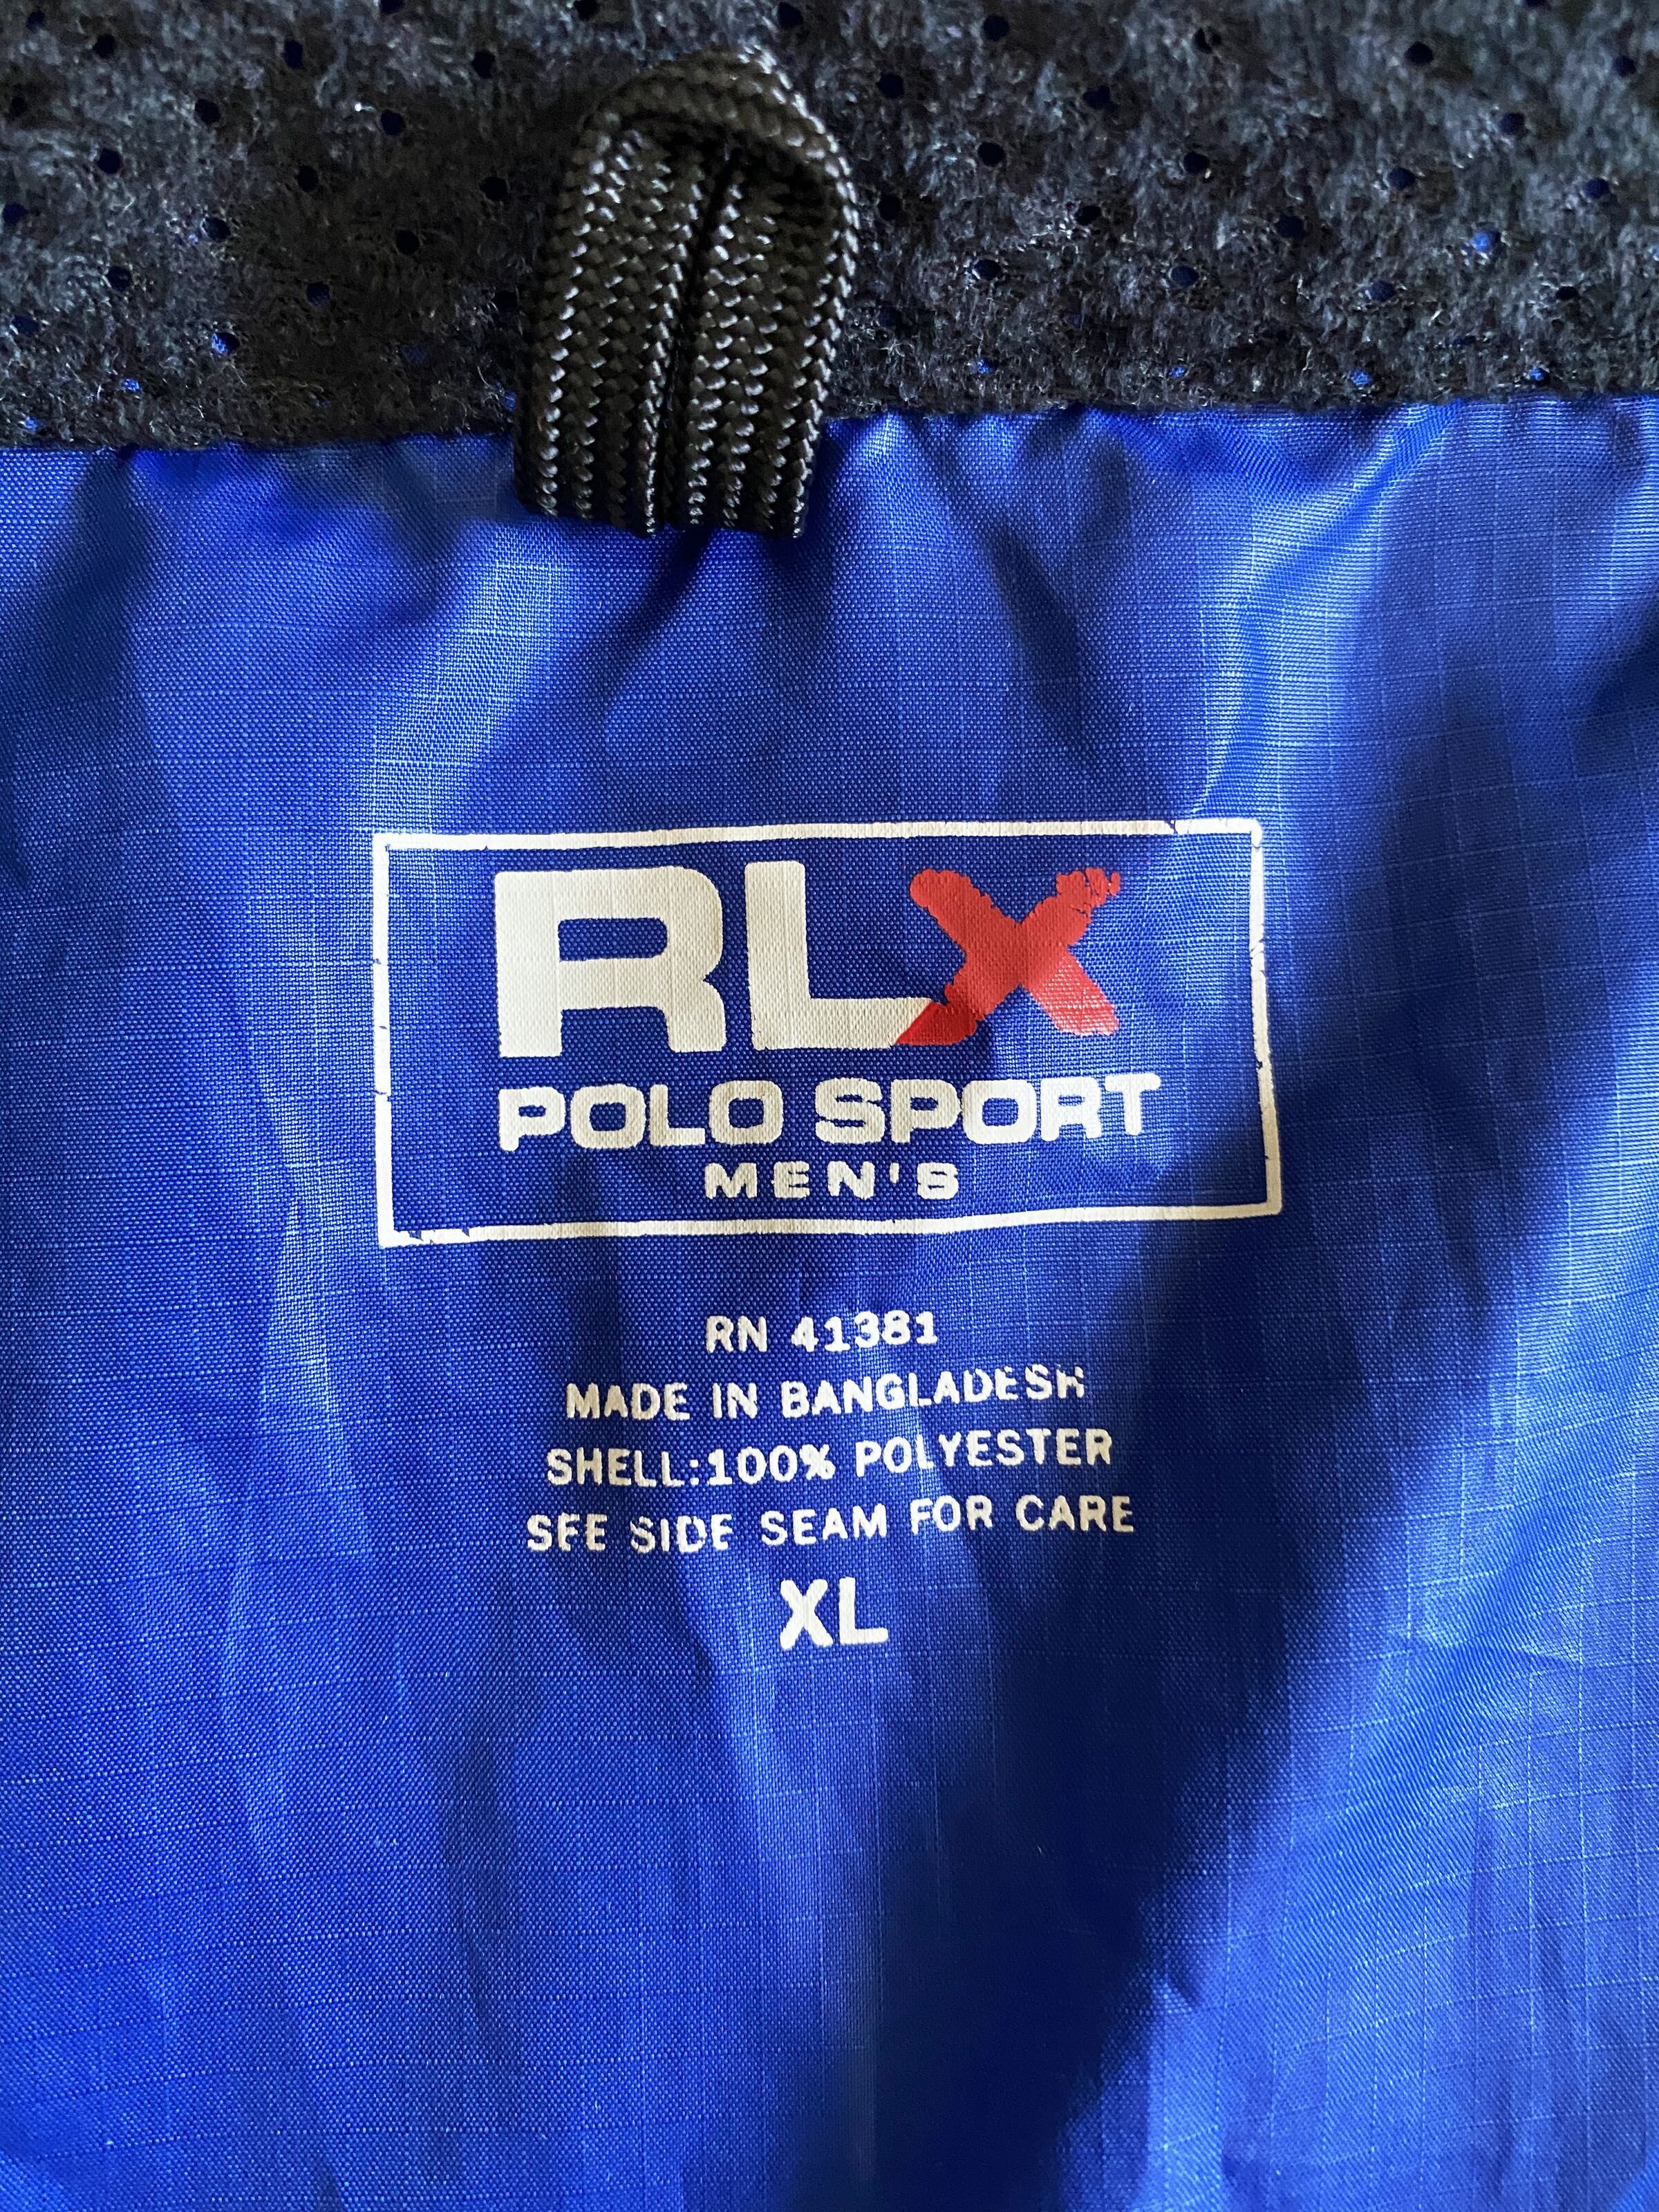 RLX
POLO SPORT
MEN'S
RN 41381
MADE IN BANGLADESH
SHELL:100% POLYESTER
SEE SIDE SEAM FOR CARE
XL